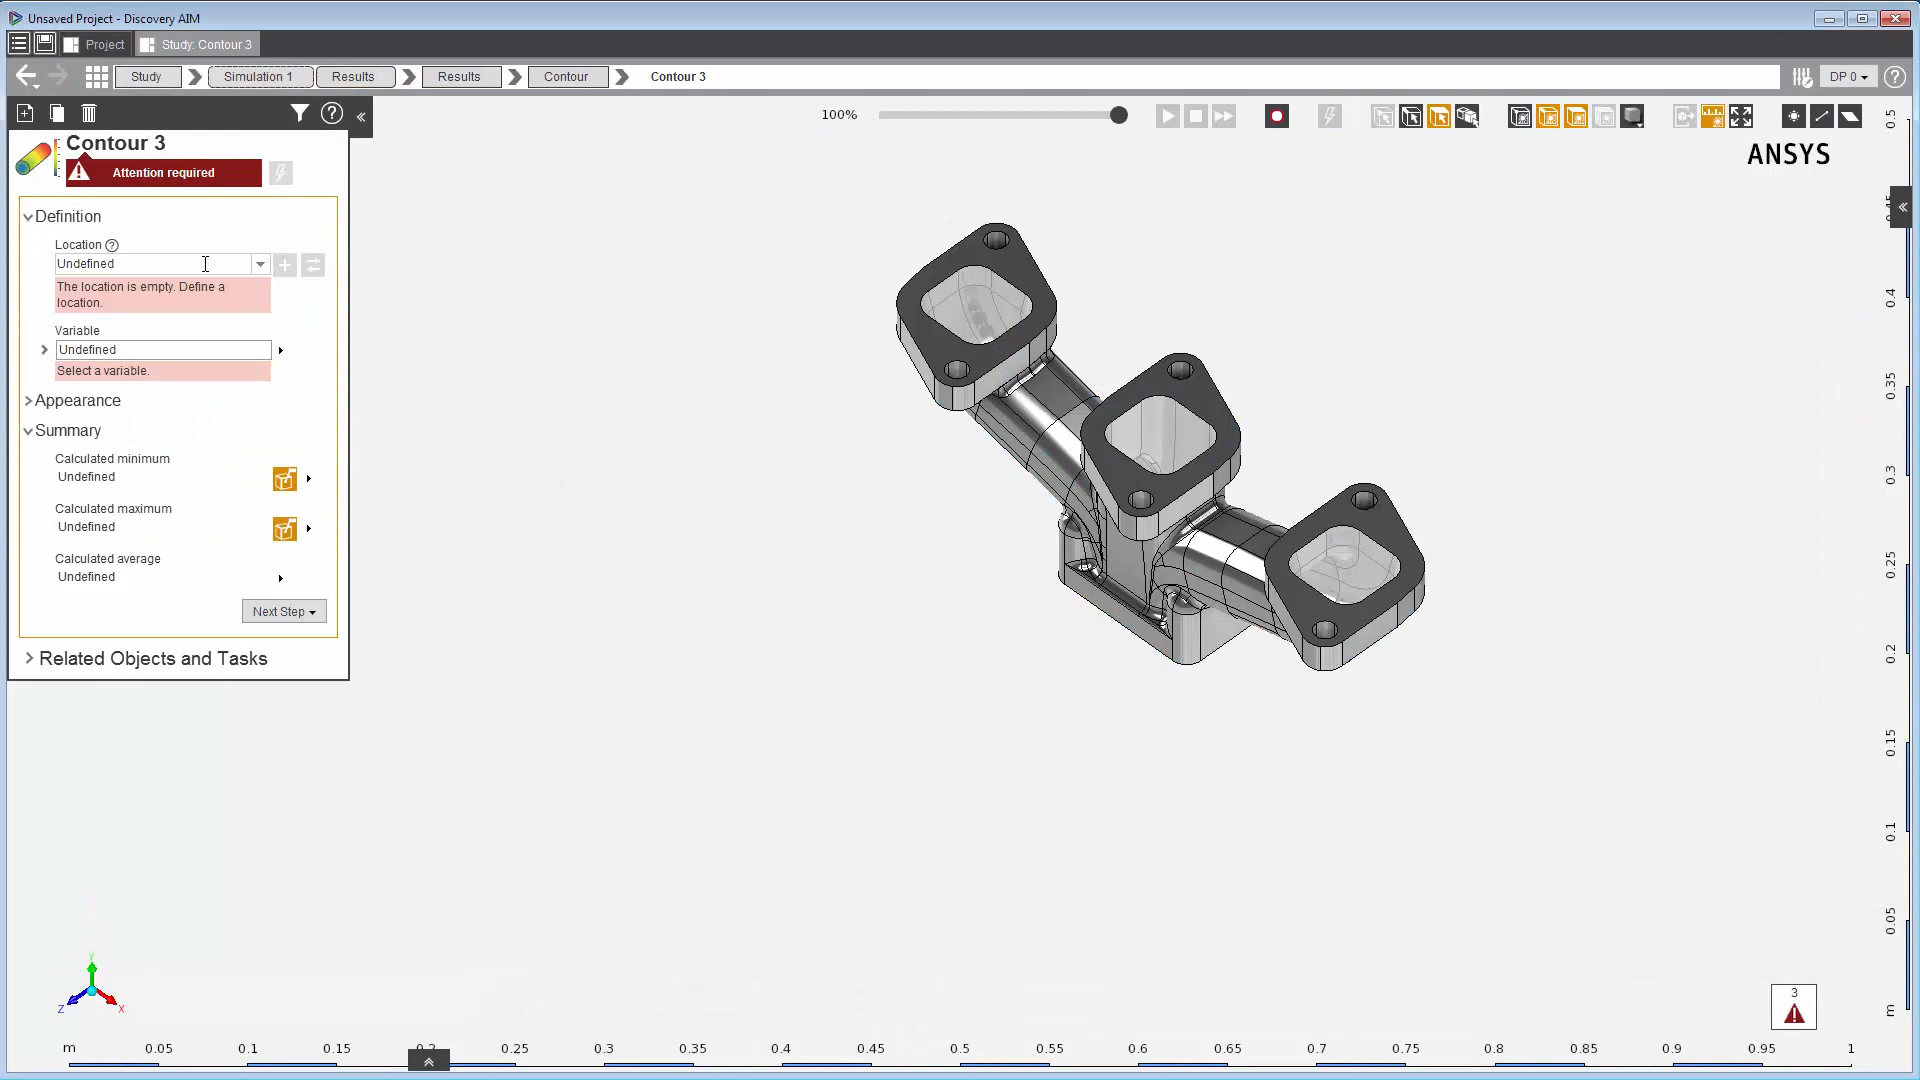 Unsaved Project - Discovery AIM
Project
Study: Contour 3
Study
Simulation 1
Results
Results
Contour
Contour 3
DP 0
100%
ANSYS
Contour 3
Attention required
Definition
Location
Undefined
The location is empty. Define a
location.
Variable
Undefined
Select a variable.
Appearance
Summary
Calculated minimum
Undefined
Calculated maximum
Undefined
Calculated average
Undefined
Next Step
Related Objects and Tasks
0.5
0.4
0.35
0.3
0.25
0.2
0.15
0.1
0.05
m
Y
Z
X
3
m
0.05
0.1
0.15
0.2
0.25
0.3
0.35
0.4
0.45
0.5
0.55
0.6
0.65
0.7
0.75
0.8
0.85
0.9
0.95
1